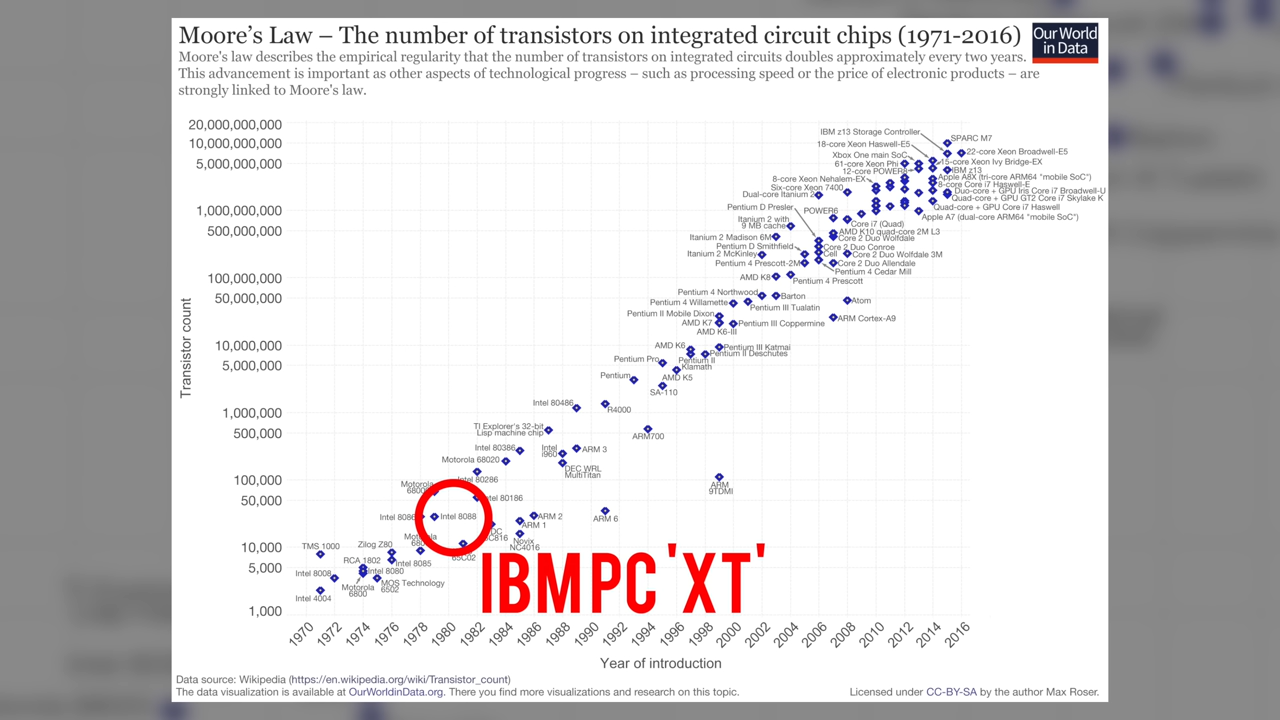 Moore's Law – The number of transistors on integrated circuit chips (1971-2016)
Our World
in Data
Moore's law describes the empirical regularity that the number of transistors on integrated circuits doubles approximately every two years.
This advancement is important as other aspects of technological progress – such as processing speed or the price of electronic products – are
strongly linked to Moore's law.
Transistor count
20,000,000,000
10,000,000,000
5,000,000,000
1,000,000,000
500,000,000
100,000,000
50,000,000
10,000,000
5,000,000
1,000,000
500,000
100,000
50,000
10,000
5,000
1,000
IBM z13 Storage Controller
SPARC M7
18-core Xeon Haswell-E5
22-core Xeon Broadwell-E5
Xbox One main SoC
61-core Xeon Phi
15-core Xeon Ivy Bridge-EX
12-core POWER8
IBM z13
8-core Xeon Nehalem-EX
Apple A8X (tri-core ARM64 "mobile SoC")
Six-core Xeon 7400
8-core Core i7 Haswell-E
Dual-core Itanium 2
Duo-core + GPU Iris Core i7 Broadwell-U
Quad-core + GPU GT2 Core i7 Skylake K
Pentium D Presler
POWER6
Quad-core + GPU Core i7 Haswell
Apple A7 (dual-core ARM64 "mobile SoC")
Itanium 2 with
9 MB cache
Core i7 (Quad)
AMD K10 quad-core 2M L3
Itanium 2 Madison 6M
Core 2 Duo Wolfdale
Pentium D Smithfield
Core 2 Duo Conroe
Itanium 2 McKinley
Cell
Core 2 Duo Wolfdale 3M
Pentium 4 Prescott-2M
Core 2 Duo Allendale
Pentium 4 Cedar Mill
AMD K8
Pentium 4 Prescott
Pentium 4 Northwood
Barton
Atom
Pentium 4 Willamette
Pentium III Tualatin
Pentium II Mobile Dixon
ARM Cortex-A9
AMD K7
Pentium III Coppermine
AMD K6-III
AMD K6
Pentium III Katmai
Pentium II Deschutes
Pentium Pro
Pentium II
Klamath
Pentium
AMD K5
SA-110
Intel 80486
R4000
TI Explorer's 32-bit
Lisp machine chip
ARM700
Intel 80386
Intel
i960
ARM 3
Motorola 68020
DEC WRL
MultiTitan
Intel 80286
ARM
9TDMI
Motorola
Intel 80186
Intel 8086
Intel 8088
ARM 2
ARM 6
ARM 1
Novix
NC4016
TMS 1000
Zilog Z80
RCA 1802
Intel 8085
Intel 8008
Intel 8080
Motorola
6800
MOS Technology
6502
Intel 4004
IBM PC 'XT'
1970
1972
1974
1976
1978
1980
1982
1984
1986
1988
1990
1992
1994
1996
1998
2000
2002
2004
2006
2008
2010
2012
2014
2016
Year of introduction
Data source: Wikipedia (https://en.wikipedia.org/wiki/Transistor_count)
The data visualization is available at OurWorldinData.org. There you find more visualizations and research on this topic.
Licensed under CC-BY-SA by the author Max Roser.